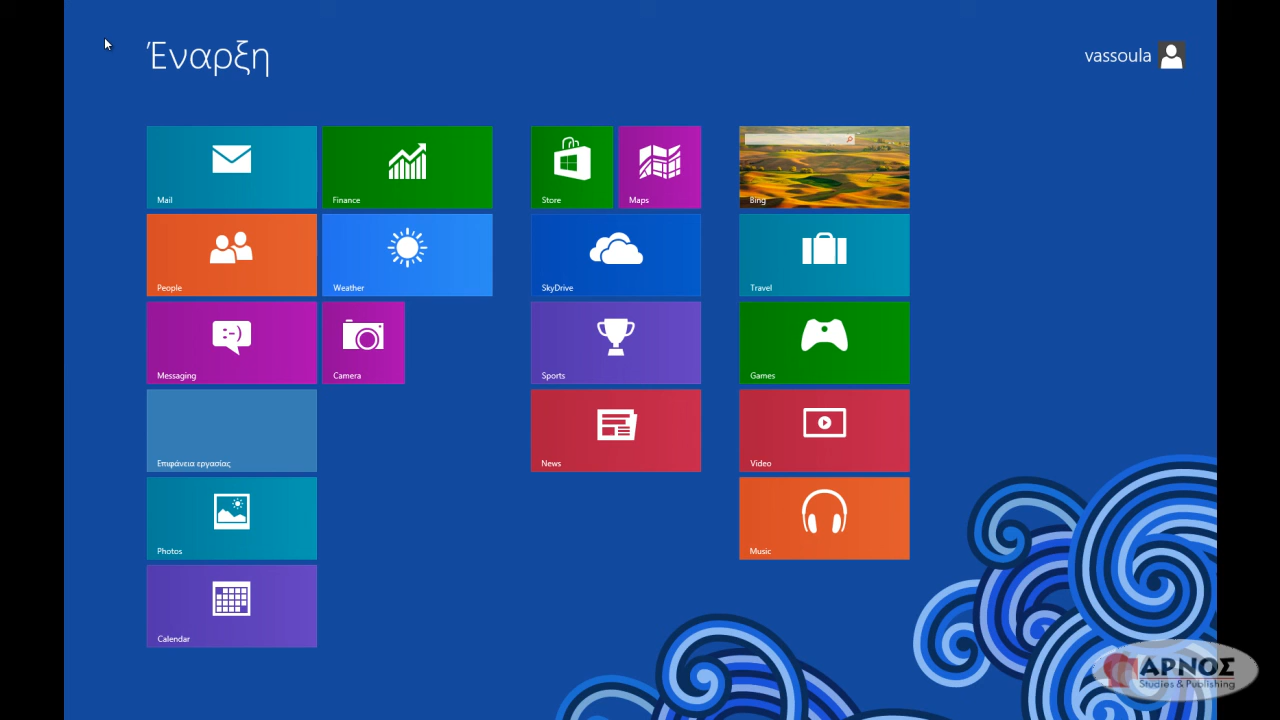 Έναρξη
vassoula
Mail
Finance
Store
Maps
Bing
People
Weather
SkyDrive
Travel
Messaging
:-)
Camera
Sports
Games
Επιφάνεια εργασίας
News
Video
Photos
Music
Calendar
ΑΡΝΟΣ
Studies & Publishing